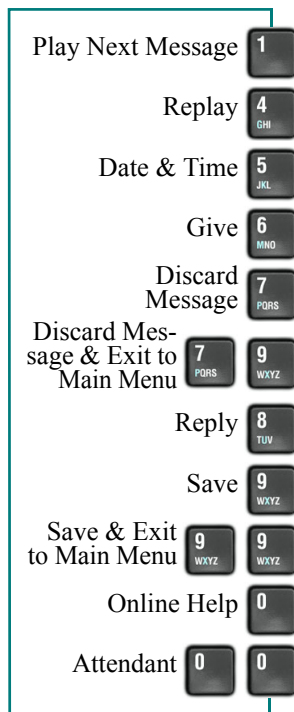 Play Next Message 1
Replay 4 GHI
Date & Time 5 JKL
Give 6 MNO
Discard
Message 7 PQRS
Discard Mes-
sage & Exit to
Main Menu 7 PQRS 9 WXYZ
Reply 8 TUV
Save 9 WXYZ
Save & Exit
to Main Menu 9 WXYZ 9 WXYZ
Online Help 0
Attendant 0 0